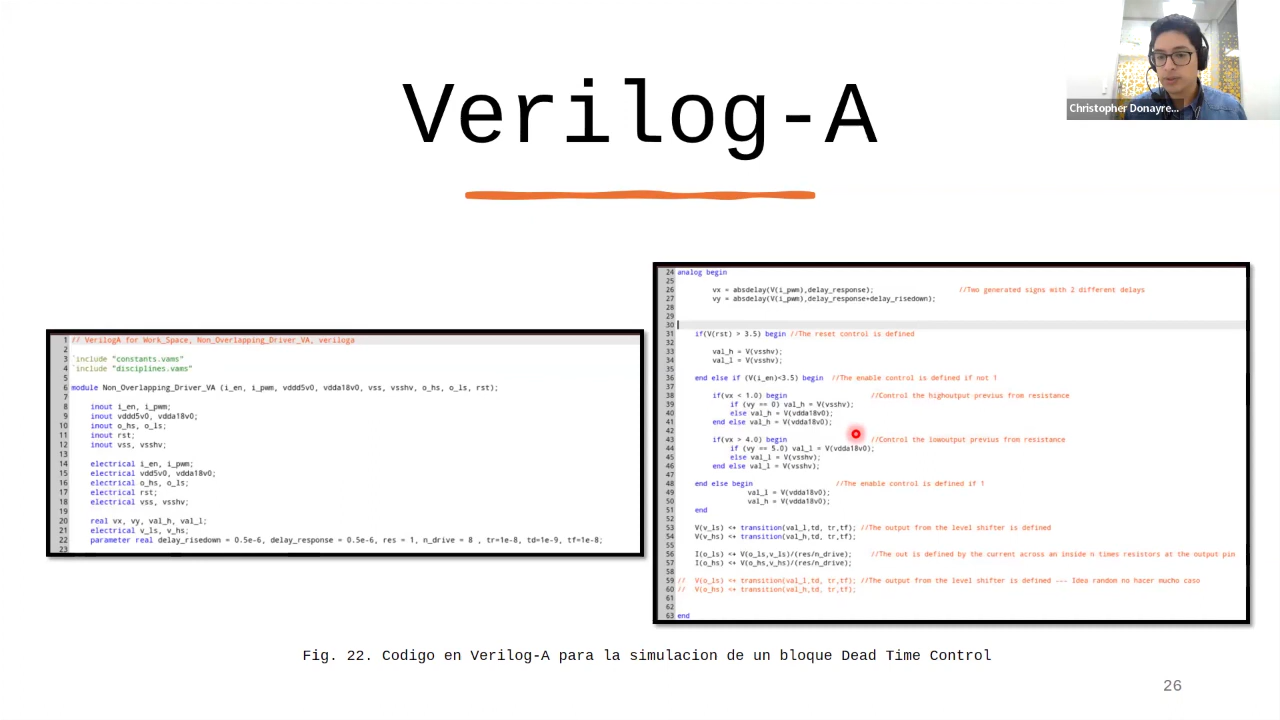 Christopher Donayre...
Verilog-A
1 // VerilogA for Work_Space, Non_Overlapping_Driver_VA, veriloga
2
3 `include "constants.vams"
4 `include "disciplines.vams"
5
6 module Non_Overlapping_Driver_VA (i_en, i_pwm, vddd5v0, vdda18v0, vss, vsshv, o_hs, o_ls, rst);
7
8 inout i_en, i_pwm;
9 inout vddd5v0, vdda18v0;
10 inout o_hs, o_ls;
11 inout rst;
12 inout vss, vsshv;
13
14 electrical i_en, i_pwm;
15 electrical vdd5v0, vdda18v0;
16 electrical o_hs, o_ls;
17 electrical rst;
18 electrical vss, vsshv;
19
20 real vx, vy, val_h, val_l;
21 electrical v_ls, v_hs;
22 parameter real delay_risedown = 0.5e-6, delay_response = 0.5e-6, res = 1, n_drive = 8 , tr=1e-8, td=1e-9, tf=1e-8;
23
24 analog begin
25
26 vx = absdelay(V(i_pwm),delay_response); //Two generated signs with 2 different delays
27 vy = absdelay(V(i_pwm),delay_response+delay_risedown);
28
29
30
31 if(V(rst) > 3.5) begin //The reset control is defined
32
33 val_h = V(vsshv);
34 val_l = V(vsshv);
35
36 end else if (V(i_en)<3.5) begin //The enable control is defined if not 1
37
38 if(vx < 1.0) begin //Control the highoutput previus from resistance
39 if (vy == 0) val_h = V(vsshv);
40 else val_h = V(vdda18v0);
41 end else val_h = V(vdda18v0);
42
43 if(vx > 4.0) begin //Control the lowoutput previus from resistance
44 if (vy == 5.0) val_l = V(vdda18v0);
45 else val_l = V(vsshv);
46 end else val_l = V(vsshv);
47
48 end else begin //The enable control is defined if 1
49 val_l = V(vdda18v0);
50 val_h = V(vdda18v0);
51 end
52
53 V(v_ls) <+ transition(val_l,td, tr,tf); //The output from the level shifter is defined
54 V(v_hs) <+ transition(val_h,td, tr,tf);
55
56 I(o_ls) <+ V(o_ls,v_ls)/(res/n_drive); //The out is defined by the current across an inside n times resistors at the output pin
57 I(o_hs) <+ V(o_hs,v_hs)/(res/n_drive);
58
59 // V(o_ls) <+ transition(val_l,td, tr,tf); //The output from the level shifter is defined --- Idea random no hacer mucho caso
60 // V(o_hs) <+ transition(val_h,td, tr,tf);
61
62
63 end
Fig. 22. Codigo en Verilog-A para la simulacion de un bloque Dead Time Control
26